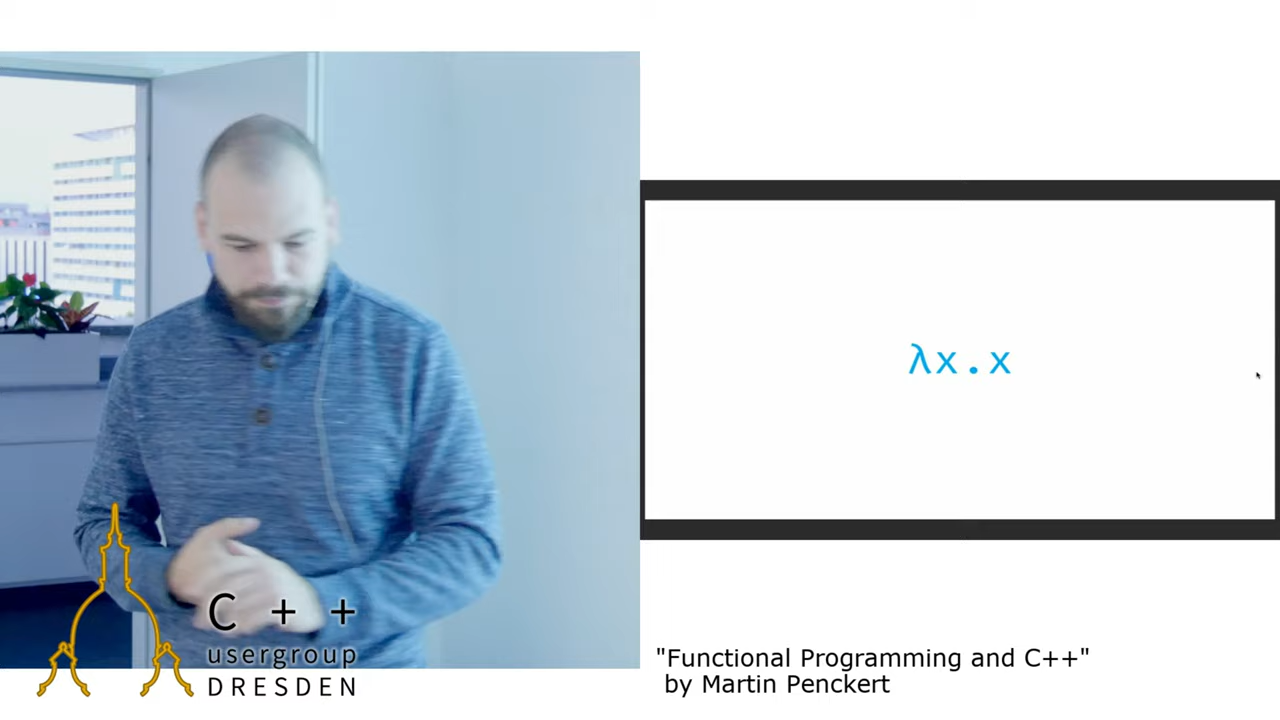 λx.x
C + +
usergroup
DRESDEN
"Functional Programming and C++"
by Martin Penckert